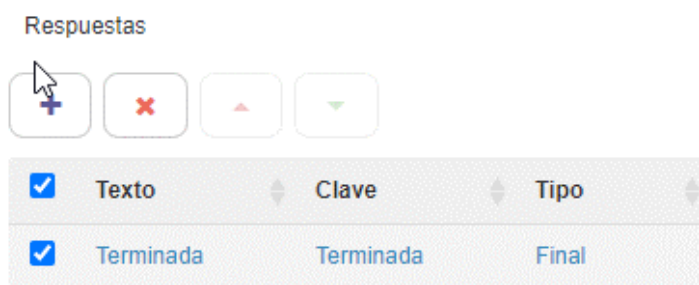 Respuestas
Texto Clave Tipo
Terminada Terminada Final